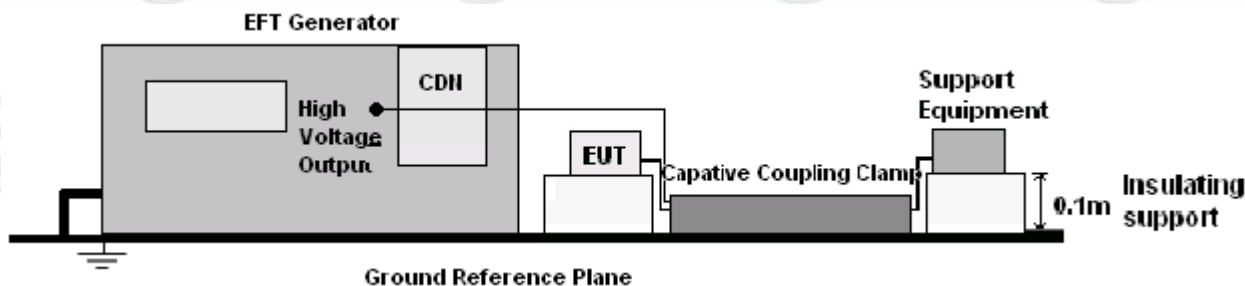 EFT Generator
CDN
High
Voltage
Output
EUT
Capative Coupling Clamp
Support
Equipment
0.1m
Insulating
support
Ground Reference Plane